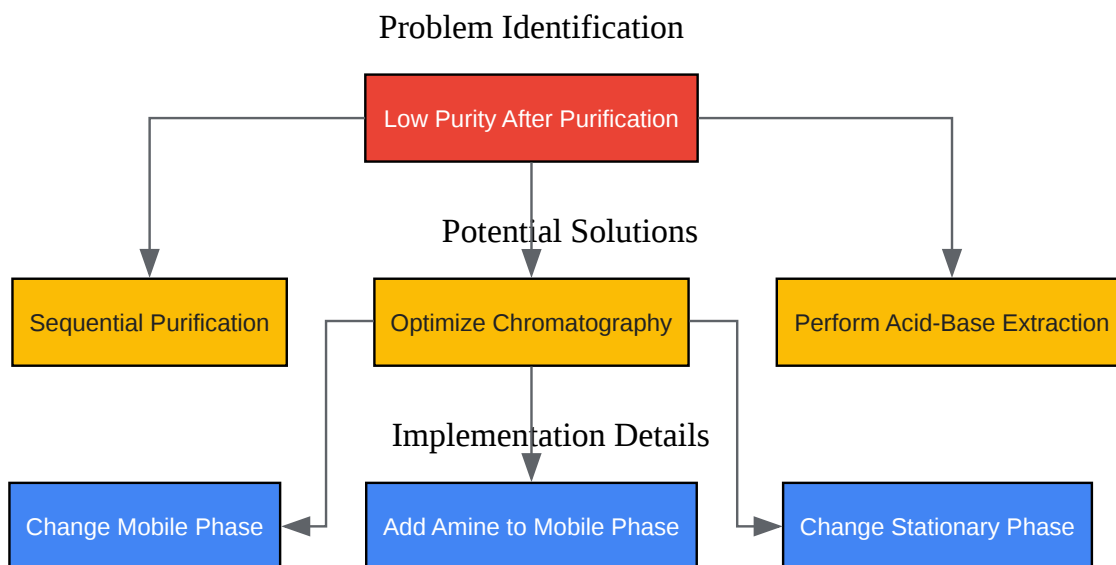 Problem Identification
Low Purity After Purification
Potential Solutions
Sequential Purification
Optimize Chromatography
Perform Acid-Base Extraction
Implementation Details
Change Mobile Phase
Add Amine to Mobile Phase
Change Stationary Phase